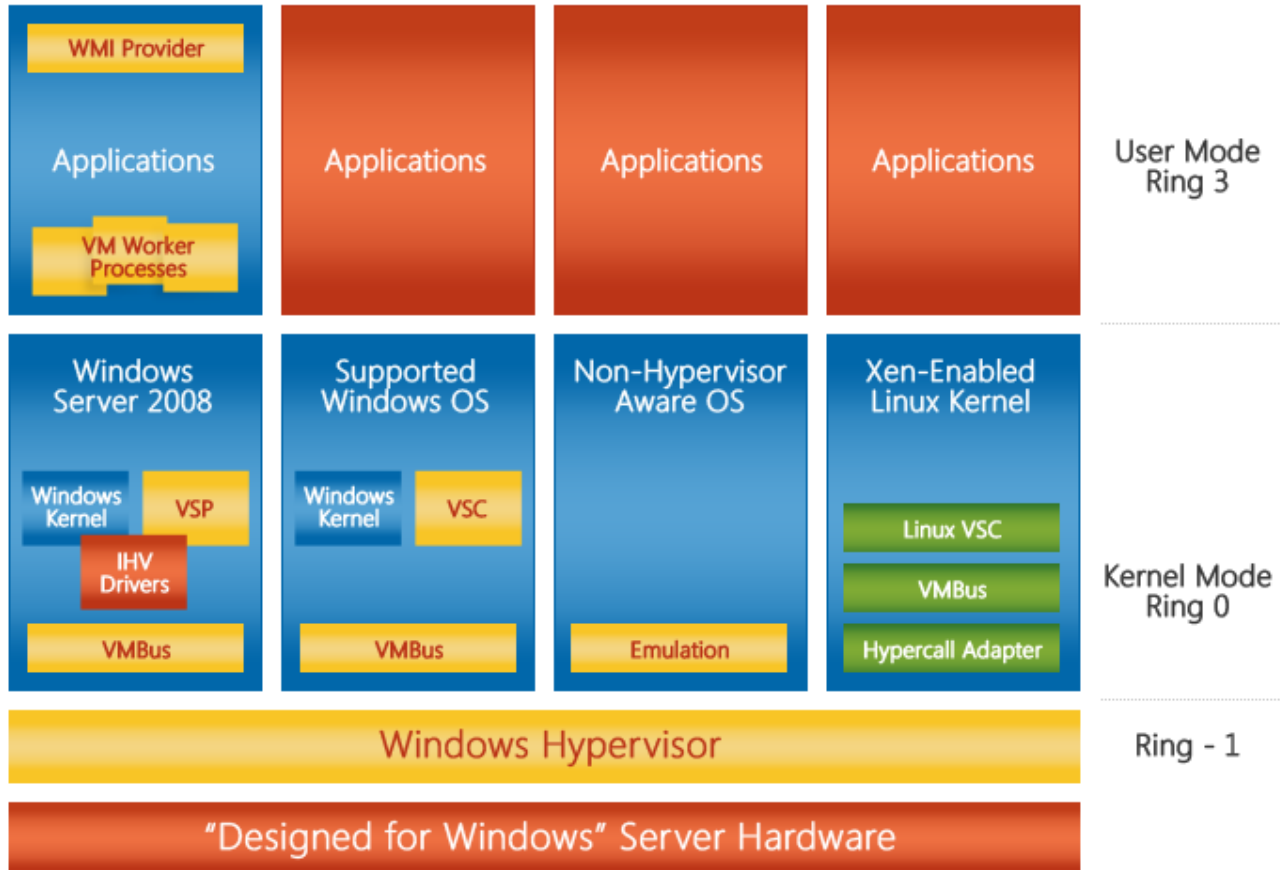 WMI Provider
Applications
VM Worker
Processes
Applications
Applications
Applications
User Mode
Ring 3
Windows
Server 2008
Windows
Kernel
VSP
IHV
Drivers
VMBus
Supported
Windows OS
Windows
Kernel
VSC
VMBus
Non-Hypervisor
Aware OS
Emulation
Xen-Enabled
Linux Kernel
Linux VSC
VMBus
Hypercall Adapter
Kernel Mode
Ring 0
Windows Hypervisor
Ring - 1
"Designed for Windows" Server Hardware